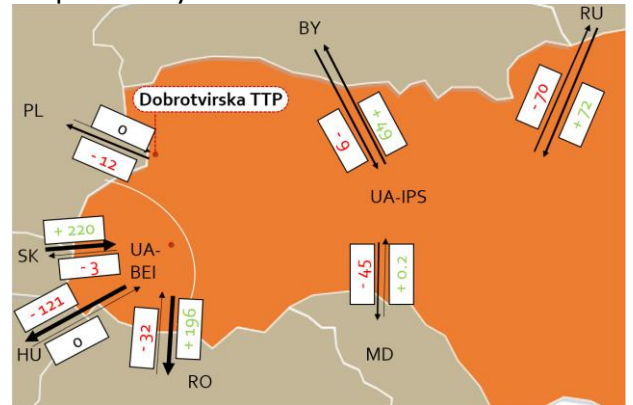 BY
RU
PL
Dobrotvirska TTP
0
- 12
- 9
+ 49
- 70
+ 72
UA-IPS
+ 220
SK
- 3
UA-
BEI
- 45
+ 0.2
- 121
0
HU
- 32
+ 196
RO
MD